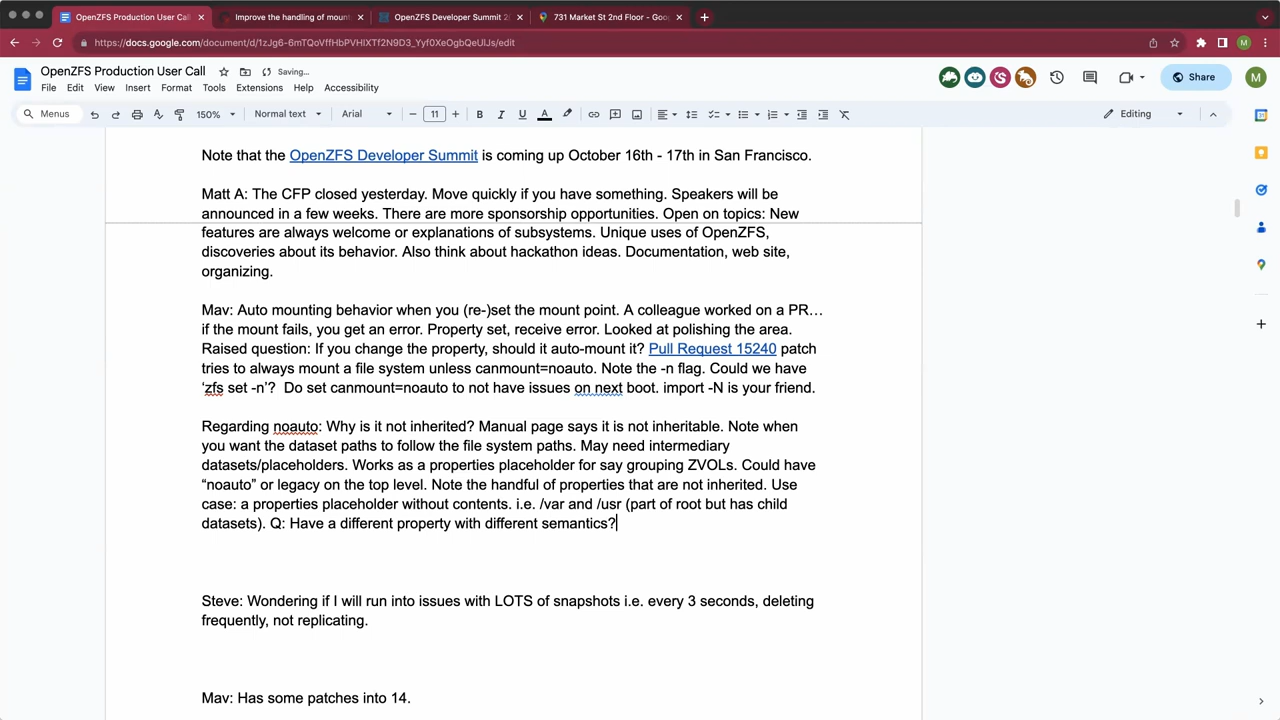 OpenZFS Production User Call
Improve the handling of mount
OpenZFS Developer Summit 2
731 Market St 2nd Floor - Goo
https://docs.google.com/document/d/1zJg6-6mTQoVffHbPVHIXTf2N9D3_Yyf0XeOgbQeUIJs/edit
M
OpenZFS Production User Call
Saving...
File Edit View Insert Format Tools Extensions Help Accessibility
Share
M
Menus
150%
Normal text
Arial
11
B I U A
Editing
Note that the OpenZFS Developer Summit is coming up October 16th - 17th in San Francisco.
Matt A: The CFP closed yesterday. Move quickly if you have something. Speakers will be
announced in a few weeks. There are more sponsorship opportunities. Open on topics: New
features are always welcome or explanations of subsystems. Unique uses of OpenZFS,
discoveries about its behavior. Also think about hackathon ideas. Documentation, web site,
organizing.
Mav: Auto mounting behavior when you (re-)set the mount point. A colleague worked on a PR…
if the mount fails, you get an error. Property set, receive error. Looked at polishing the area.
Raised question: If you change the property, should it auto-mount it? Pull Request 15240 patch
tries to always mount a file system unless canmount=noauto. Note the -n flag. Could we have
‘zfs set -n’?  Do set canmount=noauto to not have issues on next boot. import -N is your friend.
Regarding noauto: Why is it not inherited? Manual page says it is not inheritable. Note when
you want the dataset paths to follow the file system paths. May need intermediary
datasets/placeholders. Works as a properties placeholder for say grouping ZVOLs. Could have
“noauto” or legacy on the top level. Note the handful of properties that are not inherited. Use
case: a properties placeholder without contents. i.e. /var and /usr (part of root but has child
datasets). Q: Have a different property with different semantics?
Steve: Wondering if I will run into issues with LOTS of snapshots i.e. every 3 seconds, deleting
frequently, not replicating.
Mav: Has some patches into 14.